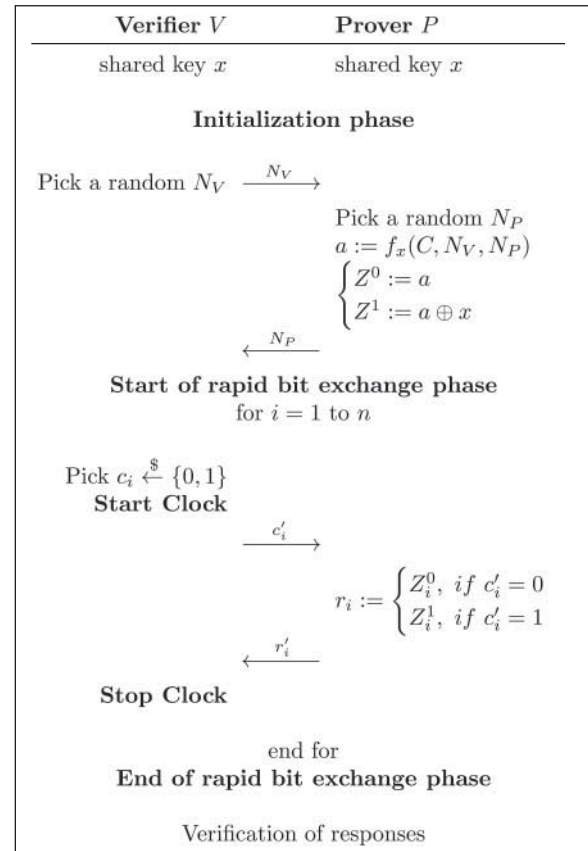 Verifier V Prover P
shared key x shared key x
Initialization phase
Pick a random N_V N_V
Pick a random N_P
a := f_x(C, N_V, N_P)
{ Z^0 := a
Z^1 := a ⊕ x
N_P
Start of rapid bit exchange phase
for i = 1 to n
Pick c_i ←$ {0, 1}
Start Clock
c'_i
r_i := { Z_i^0, if c'_i = 0
Z_i^1, if c'_i = 1
r'_i
Stop Clock
end for
End of rapid bit exchange phase
Verification of responses